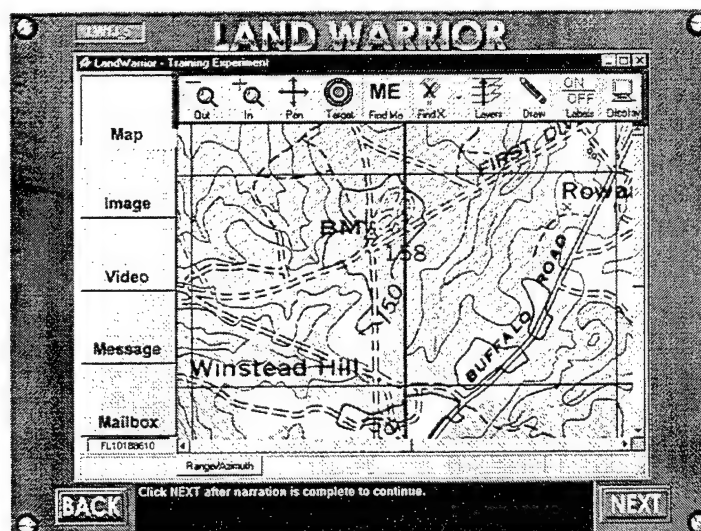 LAND WARRIOR
LandWarrior - Training Experiment
Out In Pan Target ME Find Me Find X Layers Draw ON OFF Labels Display
Map
Image
Video
Message
Mailbox
FIRST DIV
Rowa
BM
158
150
BUFFALO ROAD
Winstead Hill
Range/Azimuth
BACK
Click NEXT after narration is complete to continue.
NEXT